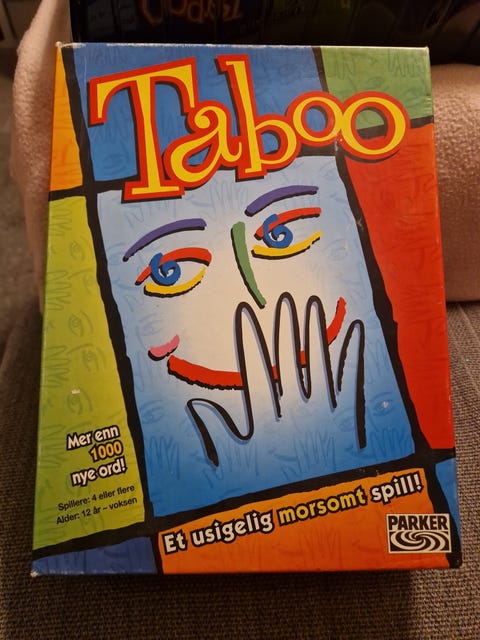 Taboo
Mer enn
1000
nye ord!
Spillere: 4 eller flere
Alder: 12 år – voksen
Et usigelig morsomt spill!
PARKER